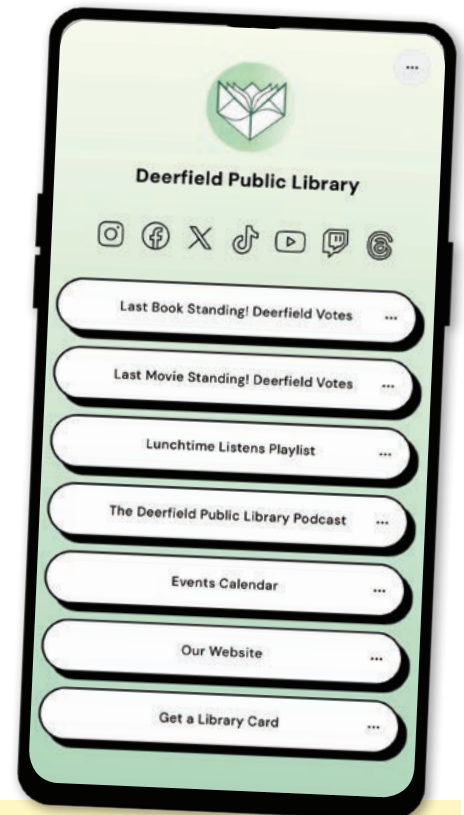 Deerfield Public Library
Last Book Standing! Deerfield Votes
Last Movie Standing! Deerfield Votes
Lunchtime Listens Playlist
The Deerfield Public Library Podcast
Events Calendar
Our Website
Get a Library Card